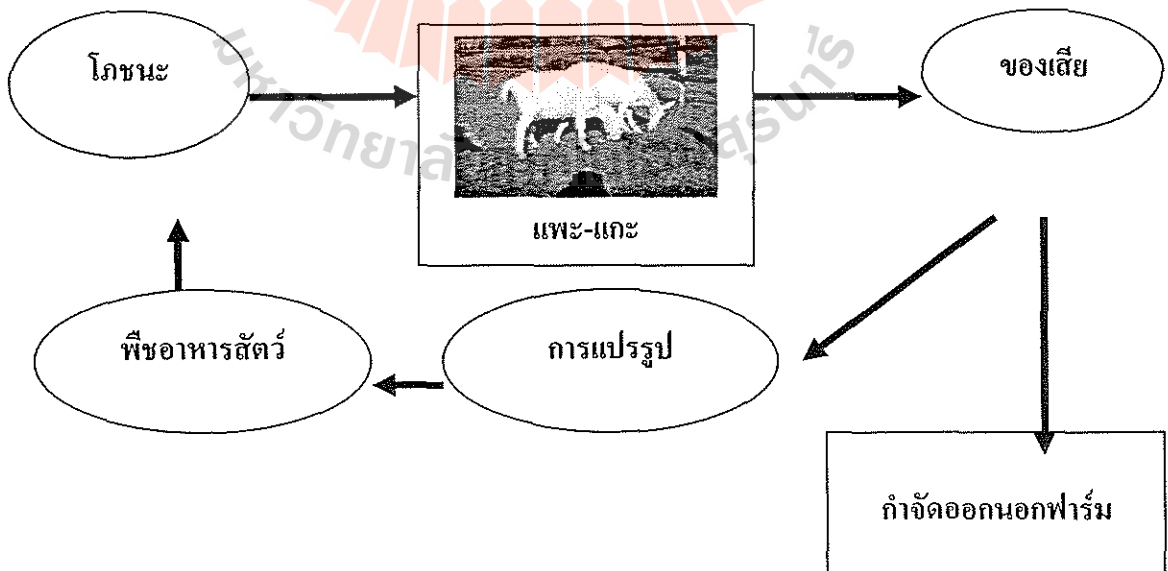 โภชนะ
ของเสีย
แพะ-แกะ
พืชอาหารสัตว์
การแปรรูป
กำจัดออกนอกฟาร์ม